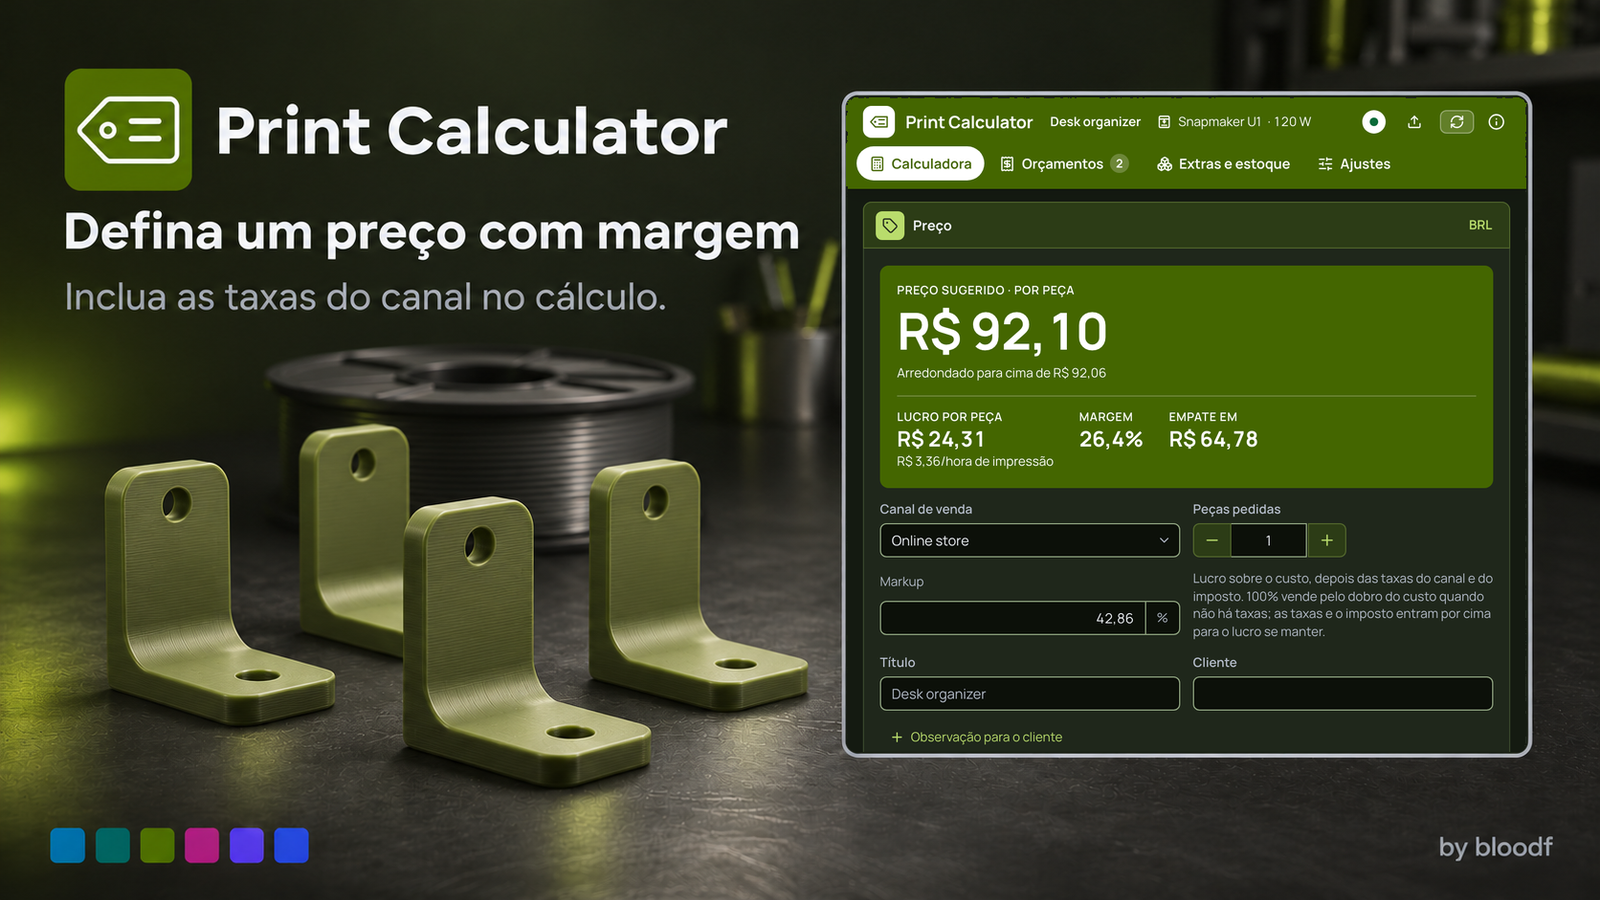 Print Calculator
Defina um preço com margem
Inclua as taxas do canal no cálculo.
Print Calculator Desk organizer Snapmaker U1 · 120 W
Calculadora Orçamentos 2 Extras e estoque Ajustes
Preço BRL
PREÇO SUGERIDO · POR PEÇA
R$ 92,10
Arredondado para cima de R$ 92,06
LUCRO POR PEÇA MARGEM EMPATE EM
R$ 24,31 26,4% R$ 64,78
R$ 3,36/hora de impressão
Canal de venda Peças pedidas
Online store 1
Markup
42,86 %
Lucro sobre o custo, depois das taxas do canal e do
imposto. 100% vende pelo dobro do custo quando
não há taxas; as taxas e o imposto entram por cima
para o lucro se manter.
Título Cliente
Desk organizer
+ Observação para o cliente
by bloodf